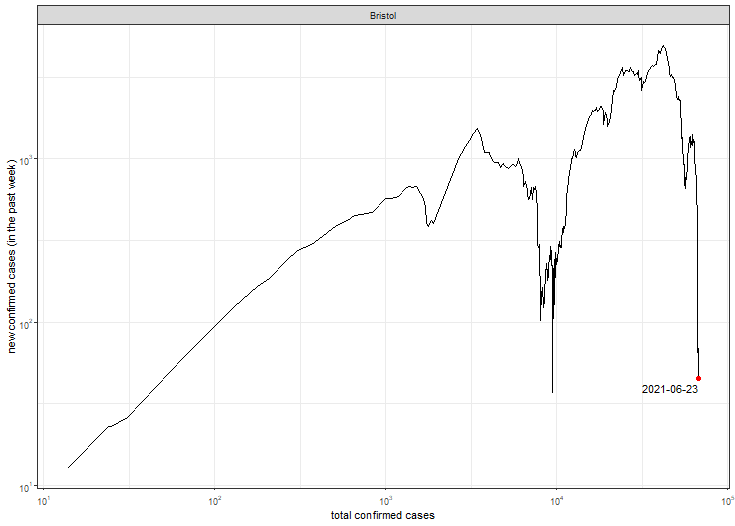 Bristol
new confirmed cases (in the past week)
10³
10²
10¹
2021-06-23
10¹ 10² 10³ 10⁴ 10⁵
total confirmed cases